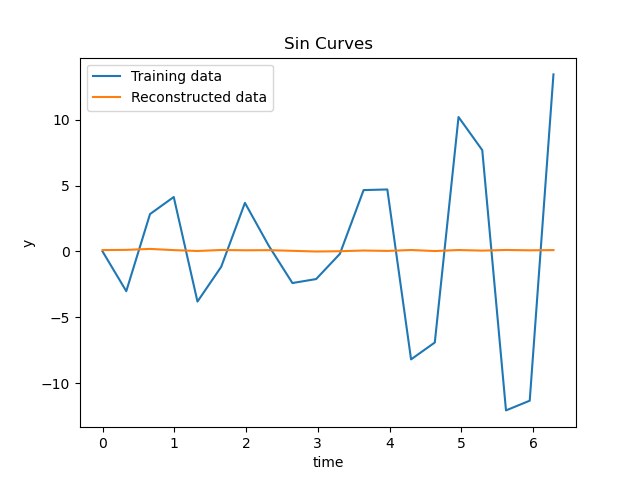 Sin Curves
Training data
Reconstructed data
y
10
5
0
−5
−10
0 1 2 3 4 5 6
time